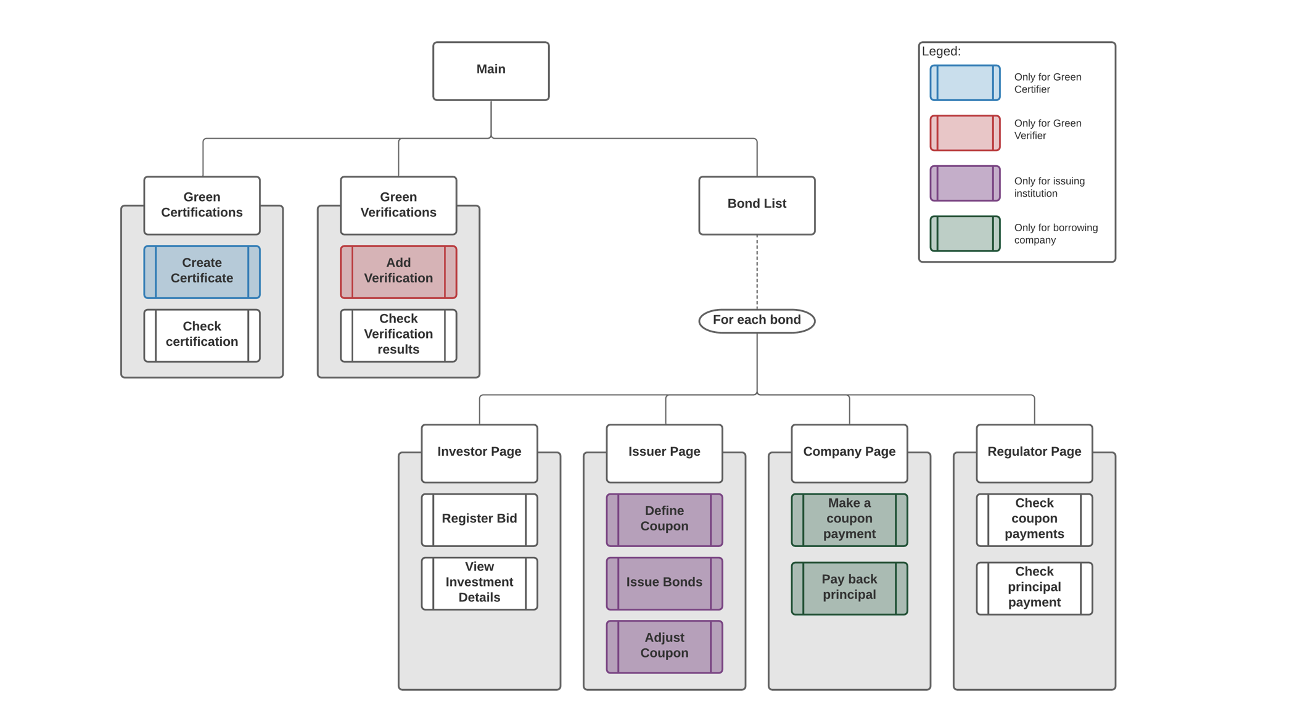 Main
Leged:
Only for Green
Certifier
Only for Green
Verifier
Only for issuing
institution
Only for borrowing
company
Green
Certifications
Green
Verifications
Bond List
Create
Certificate
Add
Verification
Check
certification
Check
Verification
results
For each bond
Investor Page
Issuer Page
Company Page
Regulator Page
Register Bid
Define
Coupon
Make a
coupon
payment
Check
coupon
payments
View
Investment
Details
Issue Bonds
Pay back
principal
Check
principal
payment
Adjust
Coupon